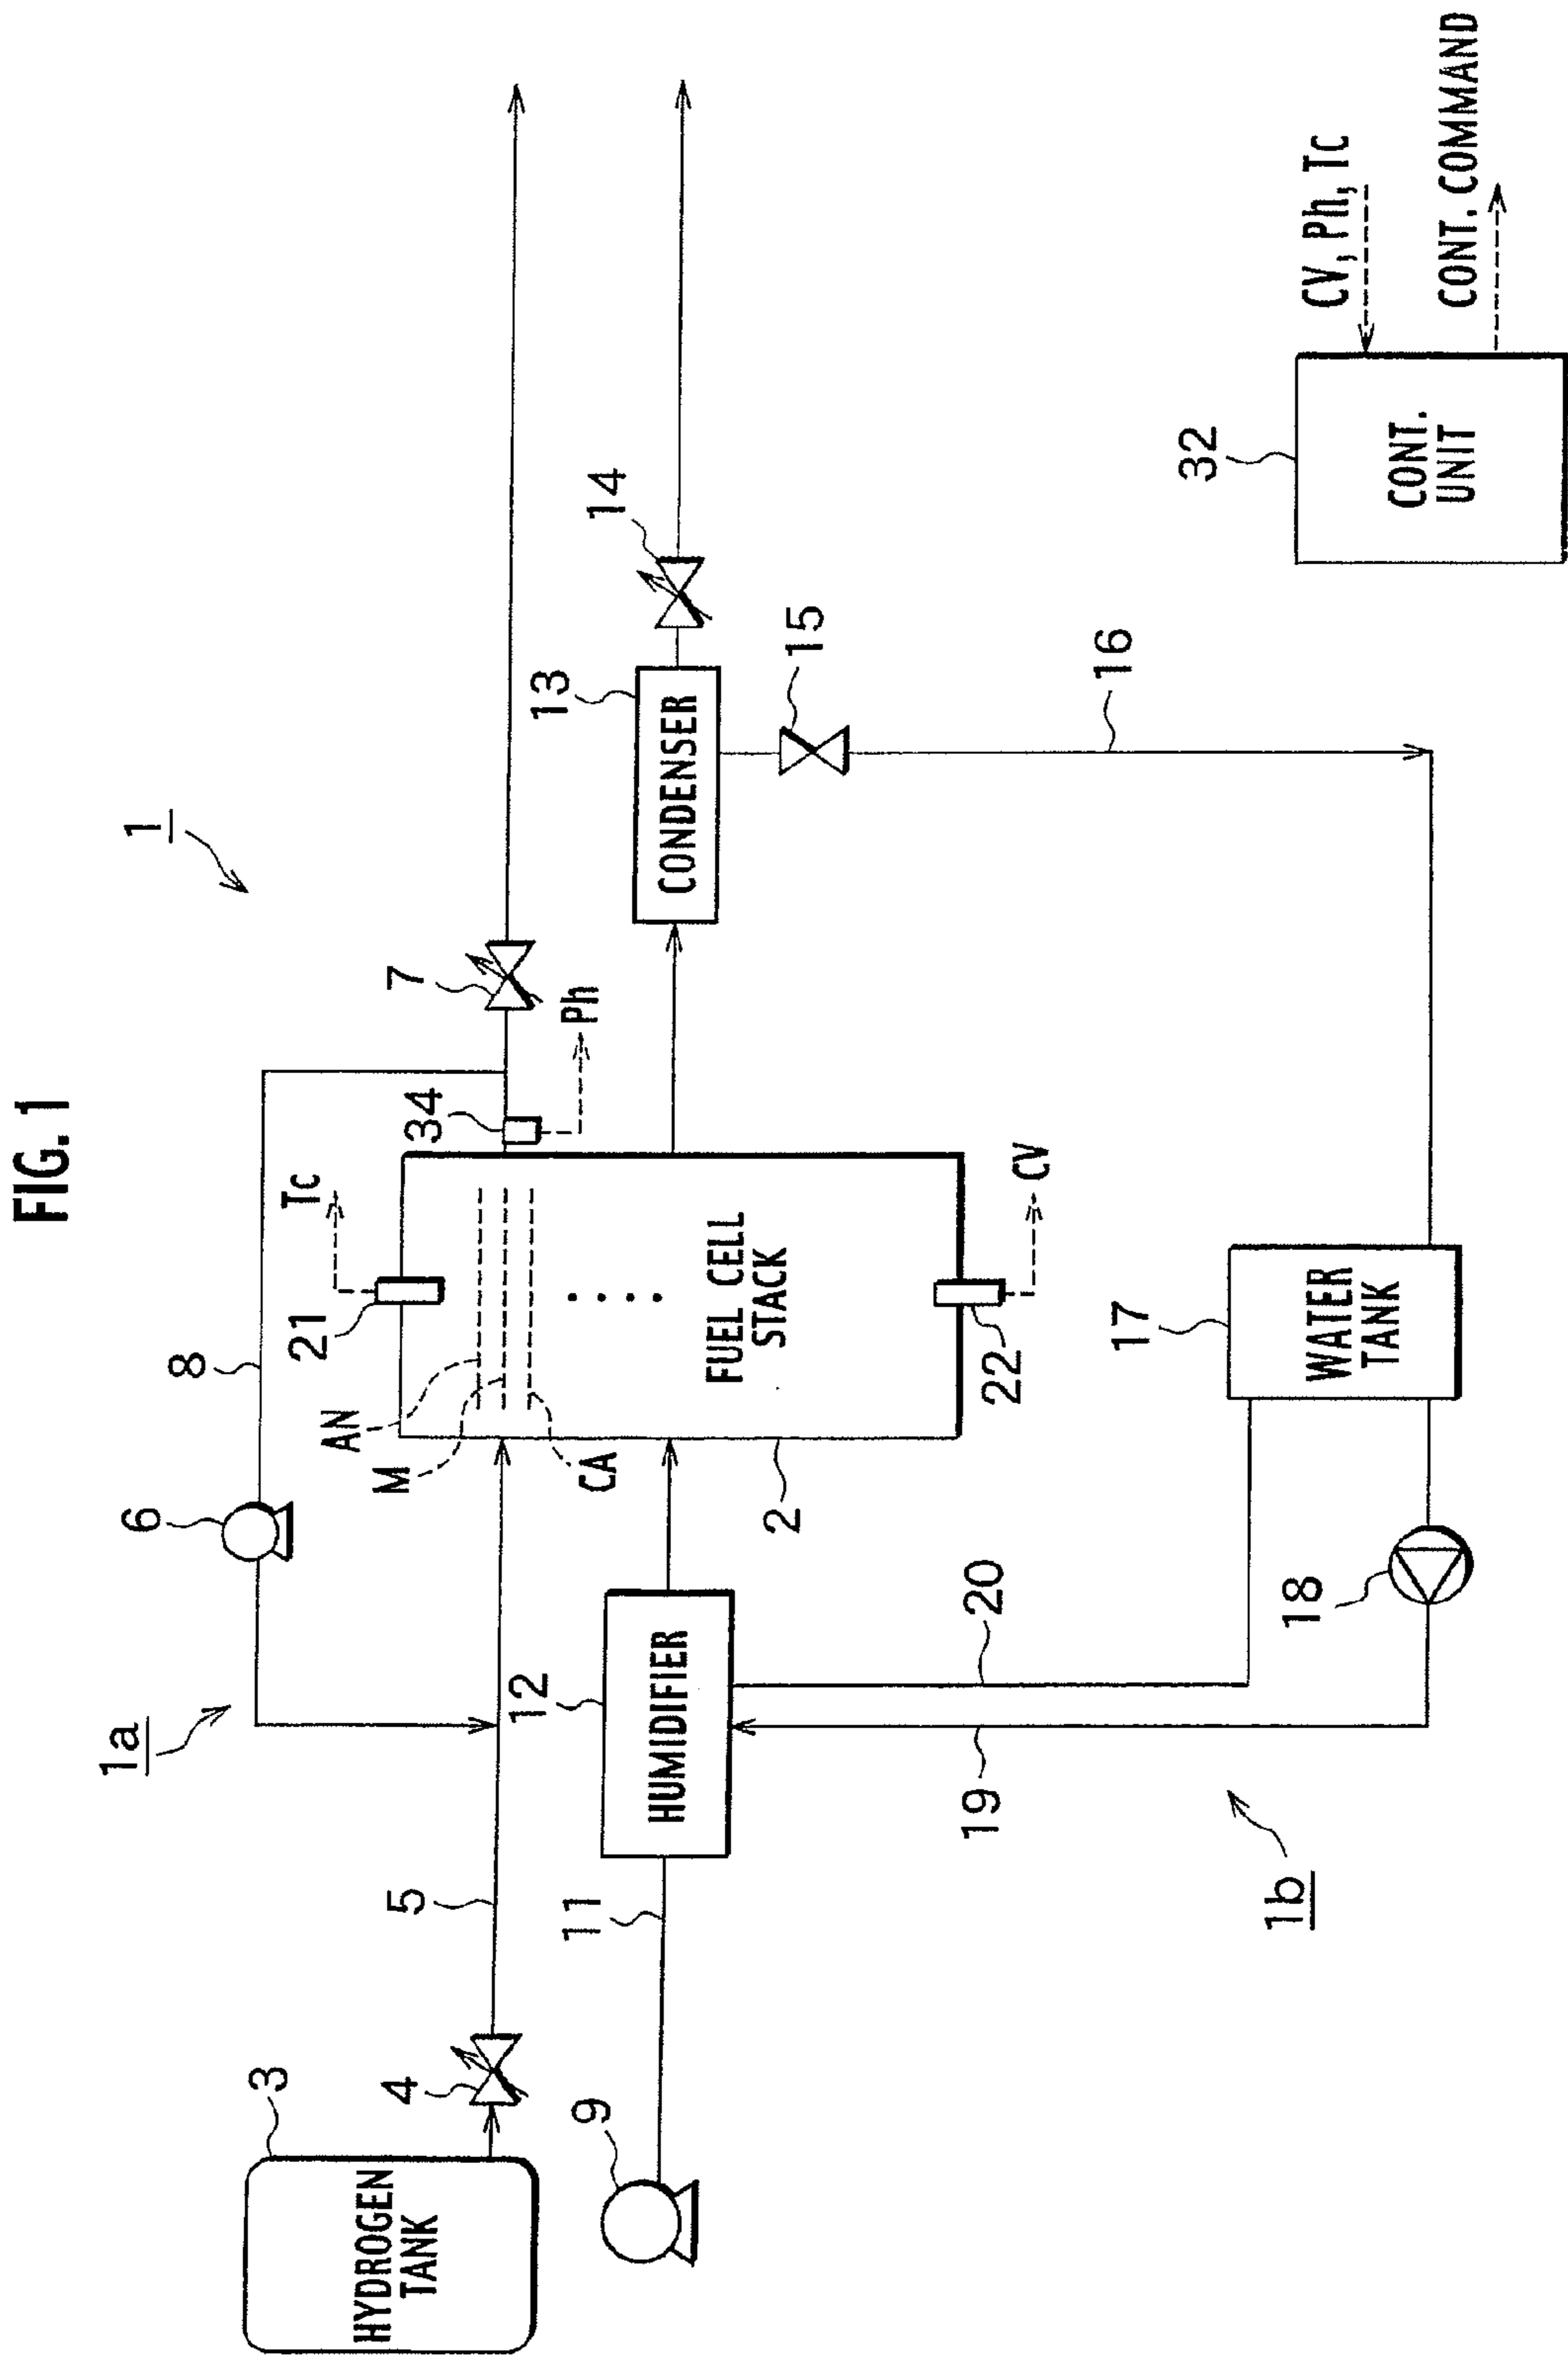 FIG. 1
1
1a
6
8
21
Tc
34
Ph
7
AN
M
CA
3
HYDROGEN
TANK
4
5
9
11
12
HUMIDIFIER
2
FUEL CELL
STACK
22
CV
13
CONDENSER
14
15
16
20
19
1b
18
17
WATER
TANK
32
CONT.
UNIT
CV, Ph, Tc
CONT. COMMAND